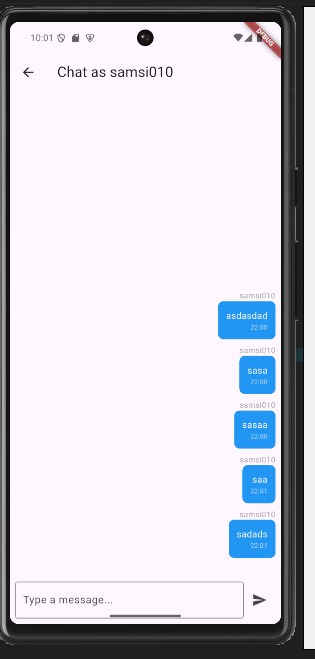 10:01
DEBUG
Chat as samsi010
samsi010
asdasdad
22:00
samsi010
sasa
22:00
samsi010
sasaa
22:00
samsi010
saa
22:01
samsi010
sadads
22:01
Type a message...